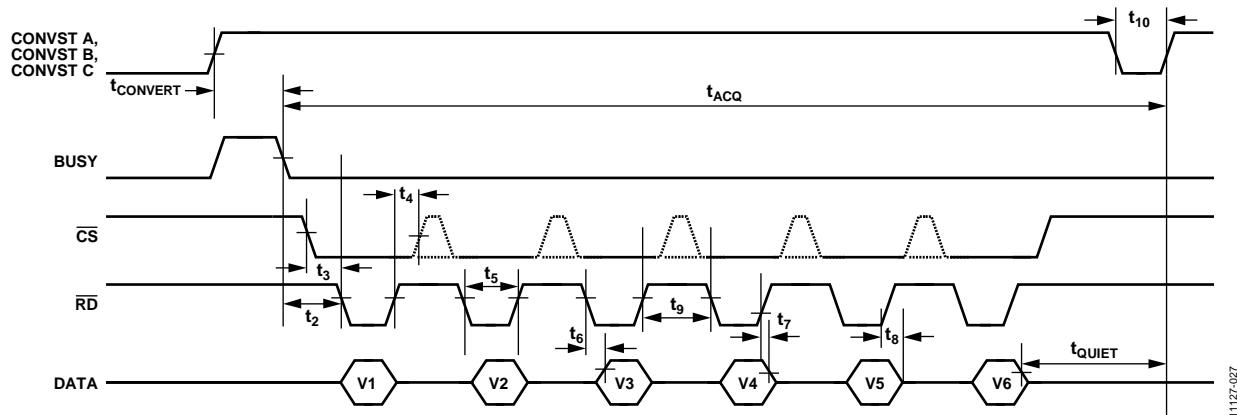 t10
CONVST A,
CONVST B,
CONVST C
tCONVERT
tACQ
BUSY
t4
CS
t3
t5
RD
t2
t9
t7
t6
t8
tQUIET
DATA
V1
V2
V3
V4
V5
V6
11127-027